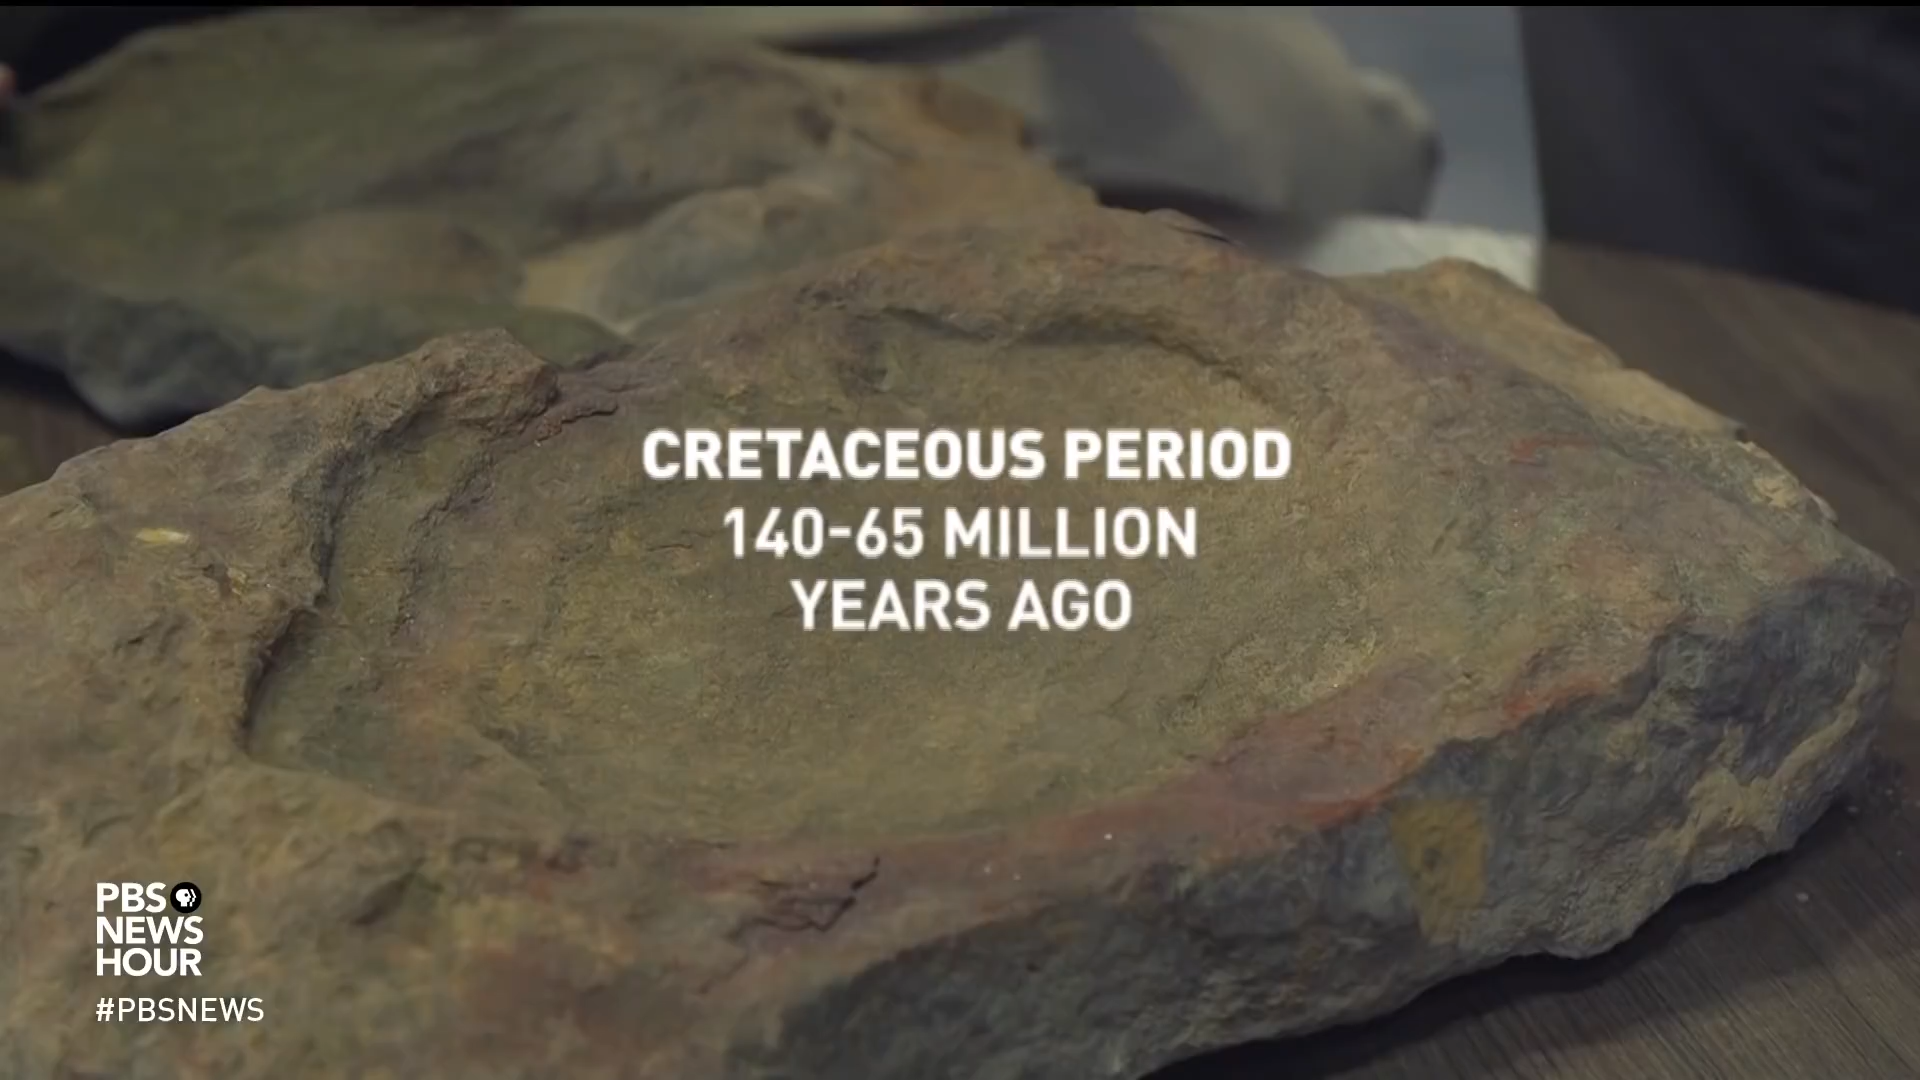 CRETACEOUS PERIOD
140-65 MILLION
YEARS AGO
PBS
NEWS
HOUR
#PBSNEWS